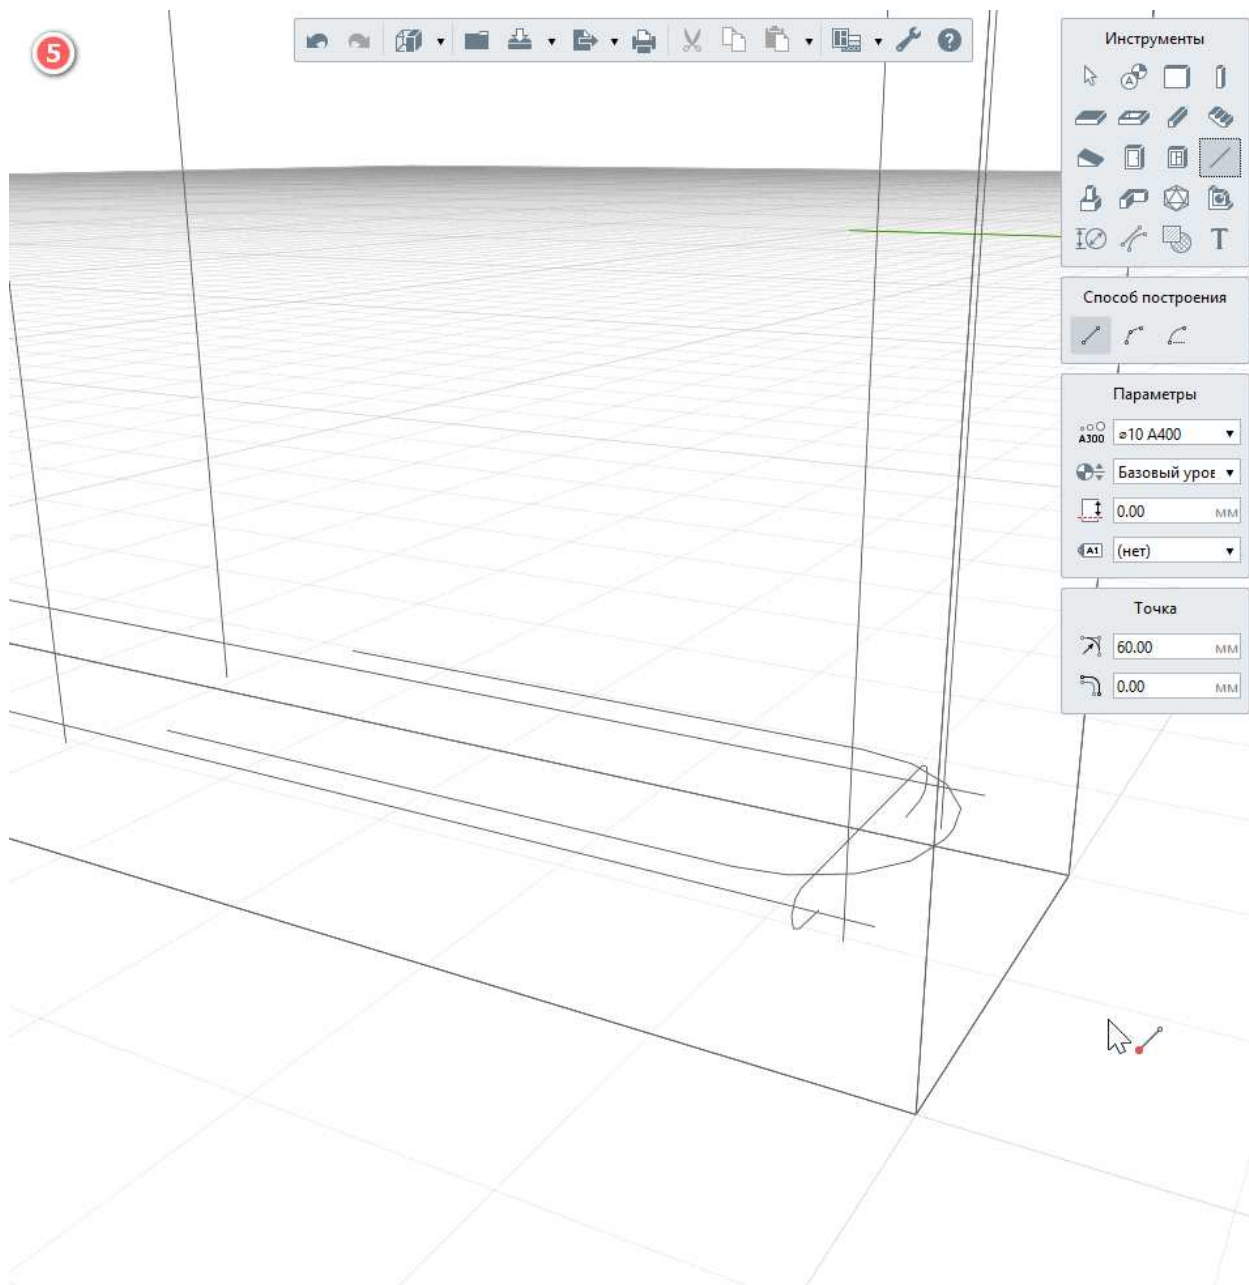 5
Инструменты
A
T
Способ построения
Параметры
A300
⌀10 A400
Базовый уров
0.00 мм
A1
(нет)
Точка
60.00 мм
0.00 мм